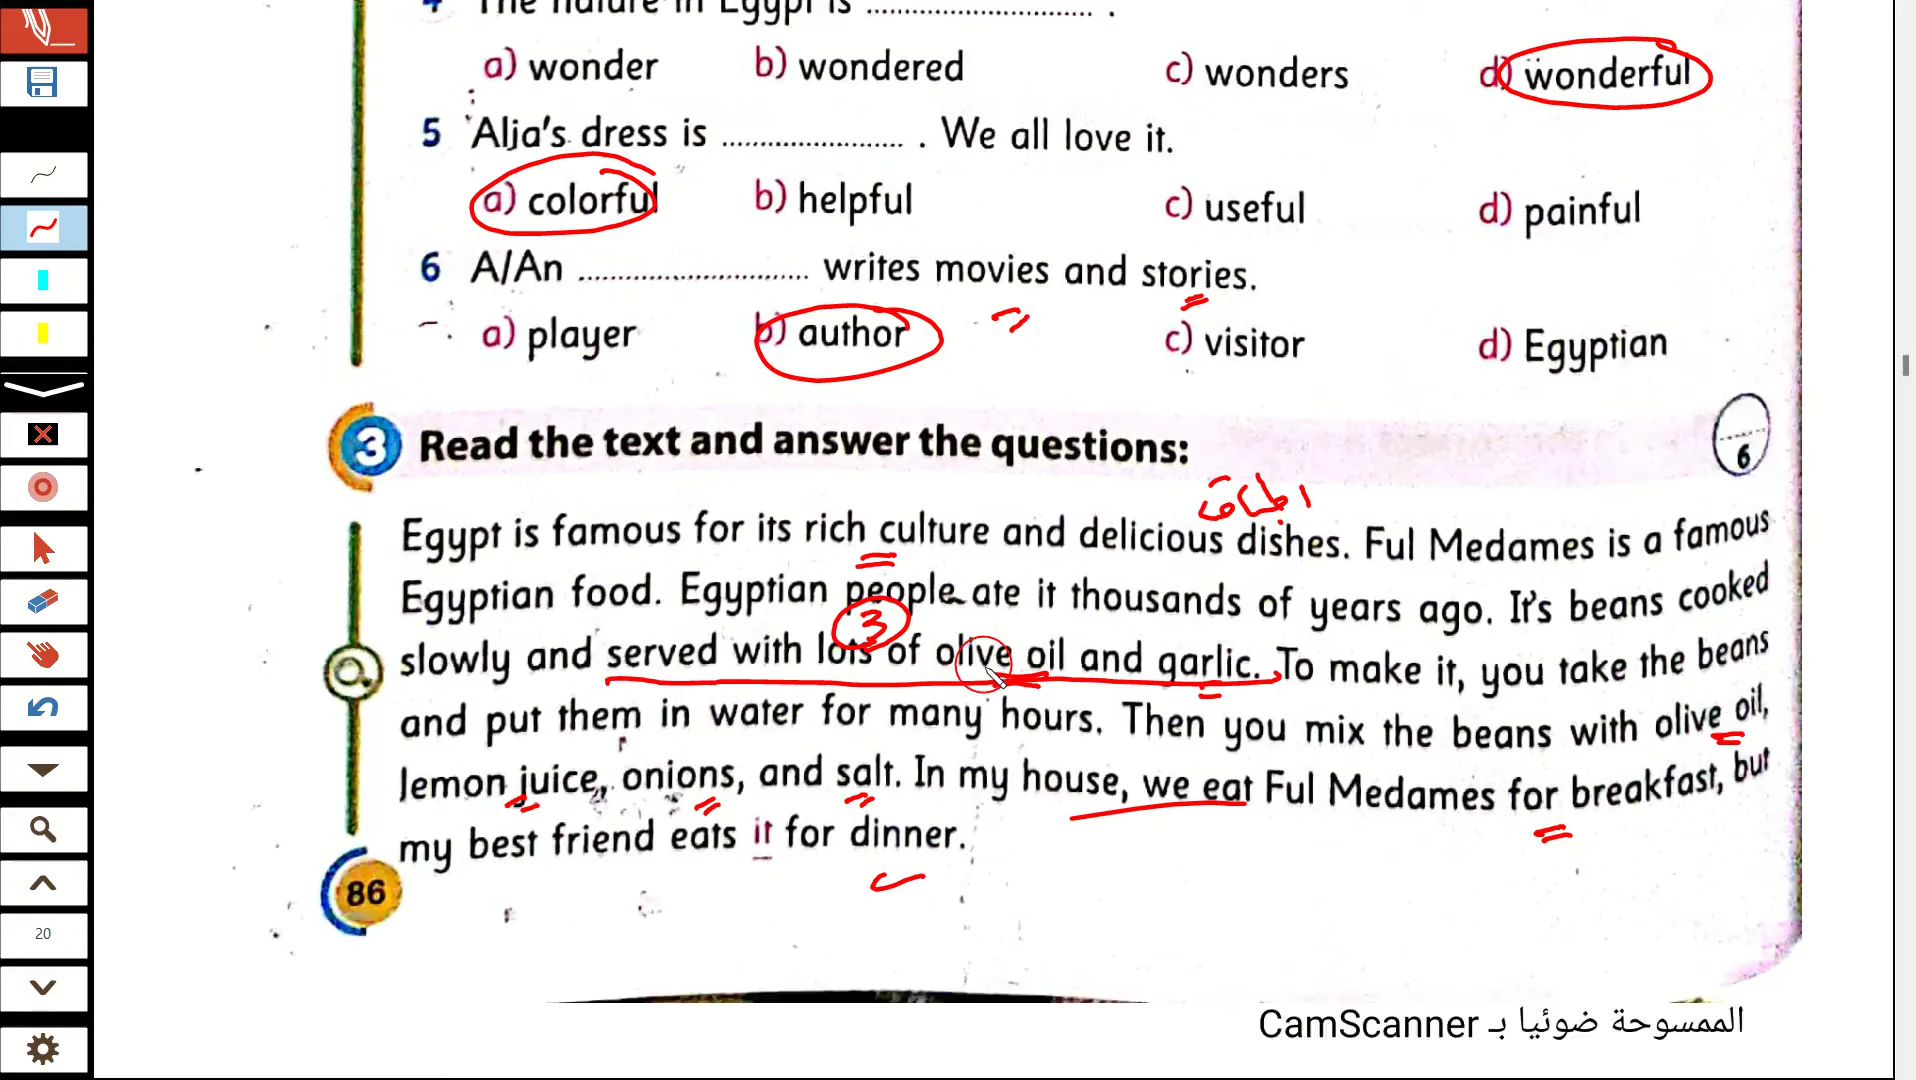 4 The nature in Egypt is ............................ .
a) wonder b) wondered c) wonders d) wonderful
5 Alja's dress is ....................... . We all love it.
a) colorful b) helpful c) useful d) painful
6 A/An ............................. writes movies and stories.
a) player b) author c) visitor d) Egyptian
3 Read the text and answer the questions:
6
Egypt is famous for its rich culture and delicious dishes. Ful Medames is a famous
Egyptian food. Egyptian people ate it thousands of years ago. It's beans cooked
3
slowly and served with lots of olive oil and garlic. To make it, you take the beans
and put them in water for many hours. Then you mix the beans with olive oil,
lemon juice, onions, and salt. In my house, we eat Ful Medames for breakfast, but
my best friend eats it for dinner.
86
20
الممسوحة ضوئيا بـ CamScanner